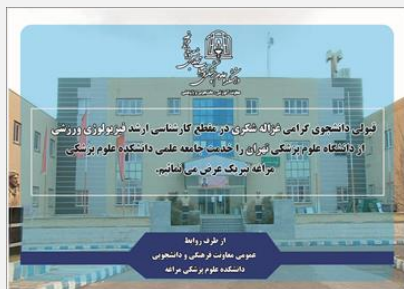 قبولی دانشجوی گرامی غزاله شکری در مقطع کارشناسی ارشد فیزیولوژی ورزشی
از دانشگاه علوم پزشکی تهران را خدمت جامعه علمی دانشکده علوم پزشکی
مراغه تبریک عرض می نمائیم.
از طرف روابط
عمومی معاونت فرهنگی و دانشجویی
دانشکده علوم پزشکی مراغه